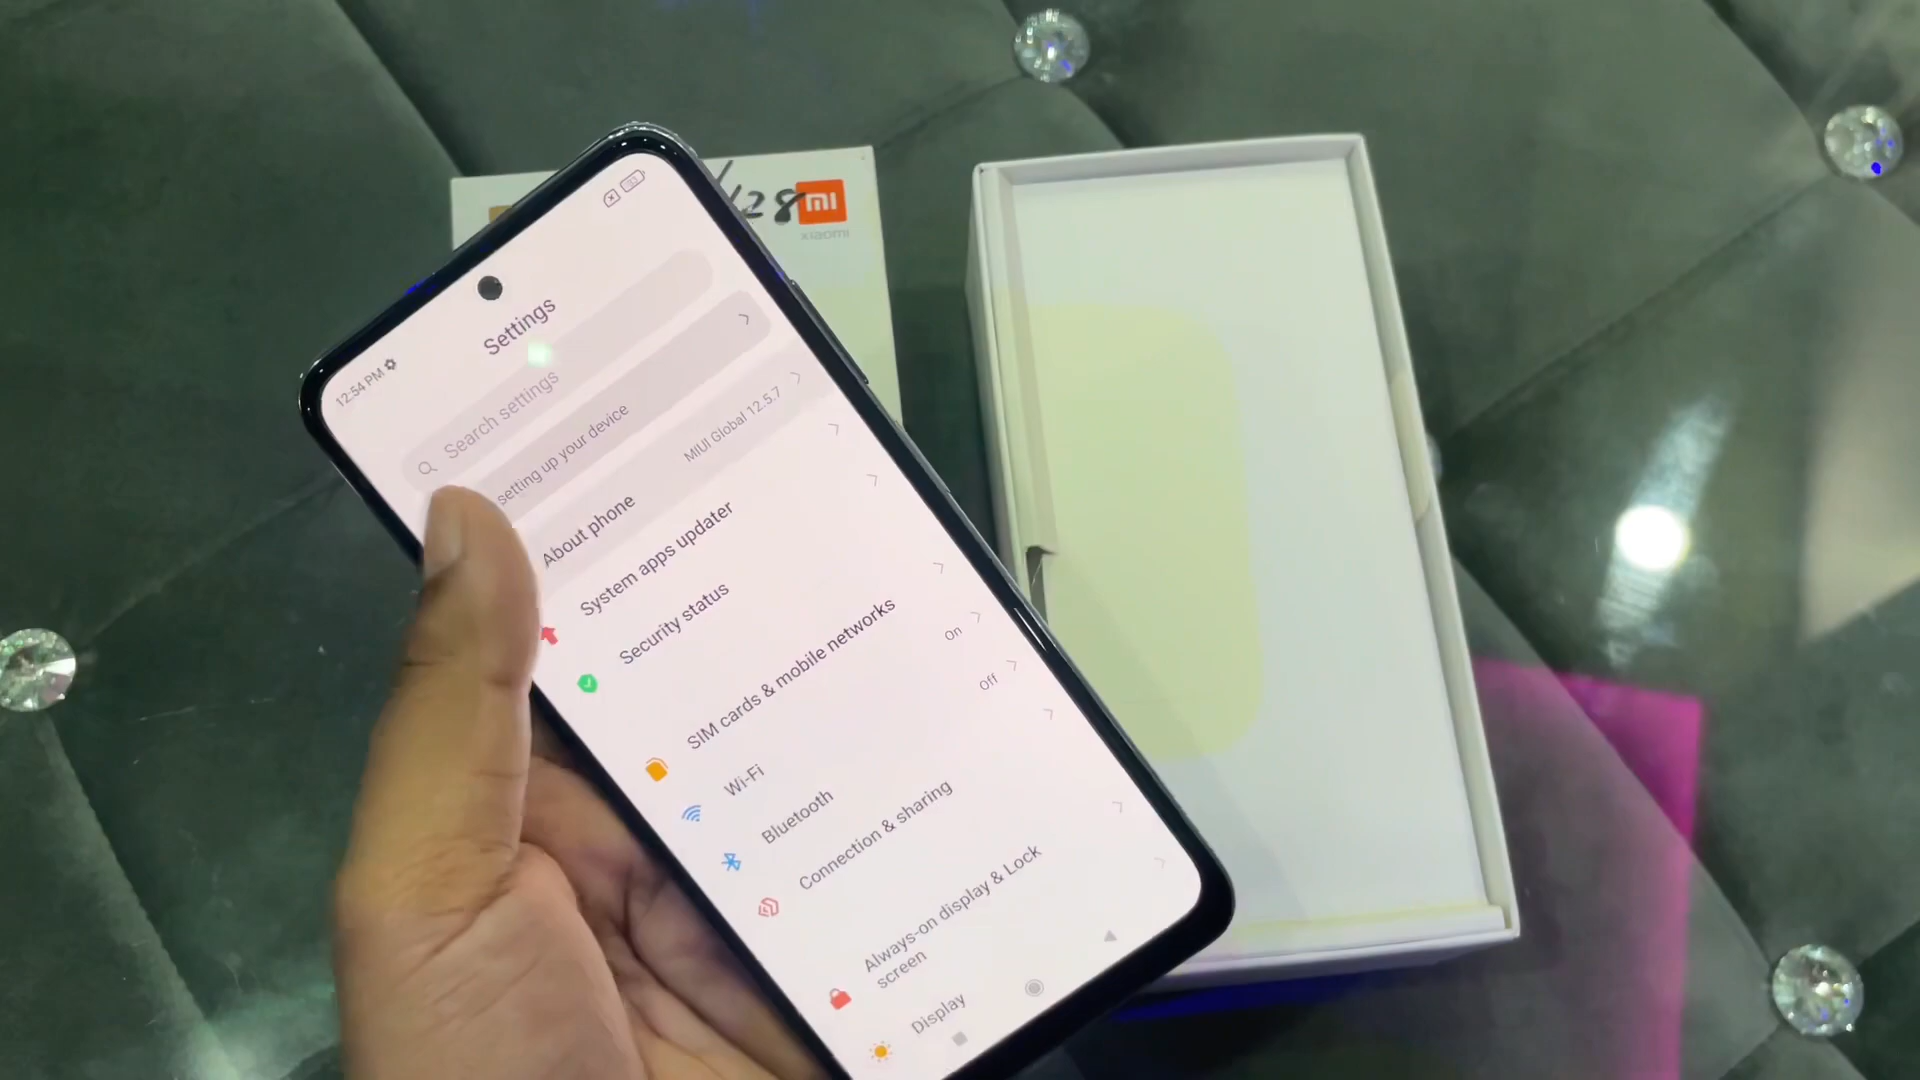 128
mi
xiaomi
12:54 PM
Settings
Search settings
setting up your device
About phone
MIUI Global 12.5.7
System apps updater
Security status
SIM cards & mobile networks
Wi-Fi
On
Bluetooth
Off
Connection & sharing
Always-on display & Lock
screen
Display